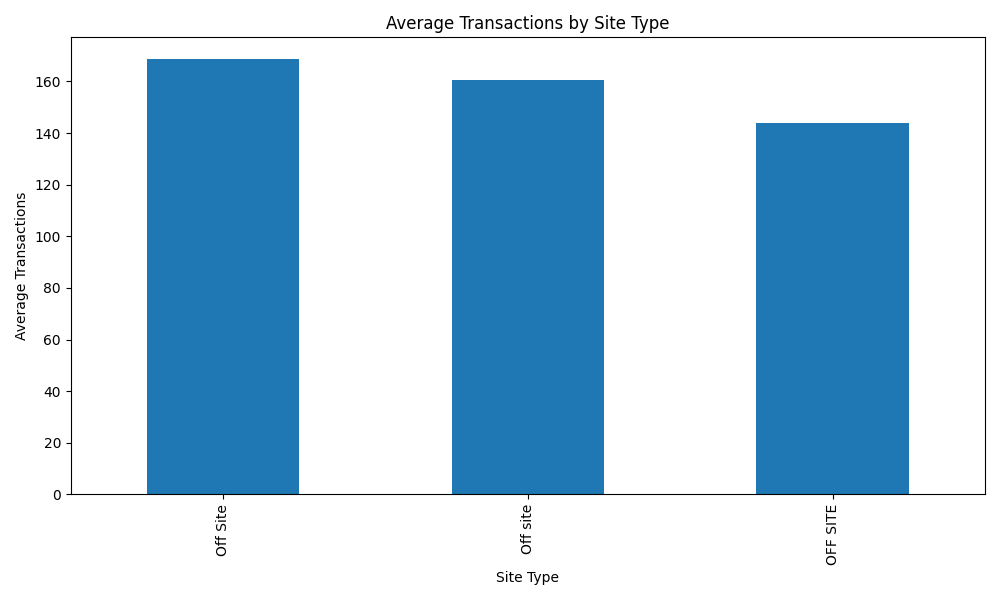 Average Transactions by Site Type
Average Transactions
160
140
120
100
80
60
40
20
0
Off Site
Off site
OFF SITE
Site Type